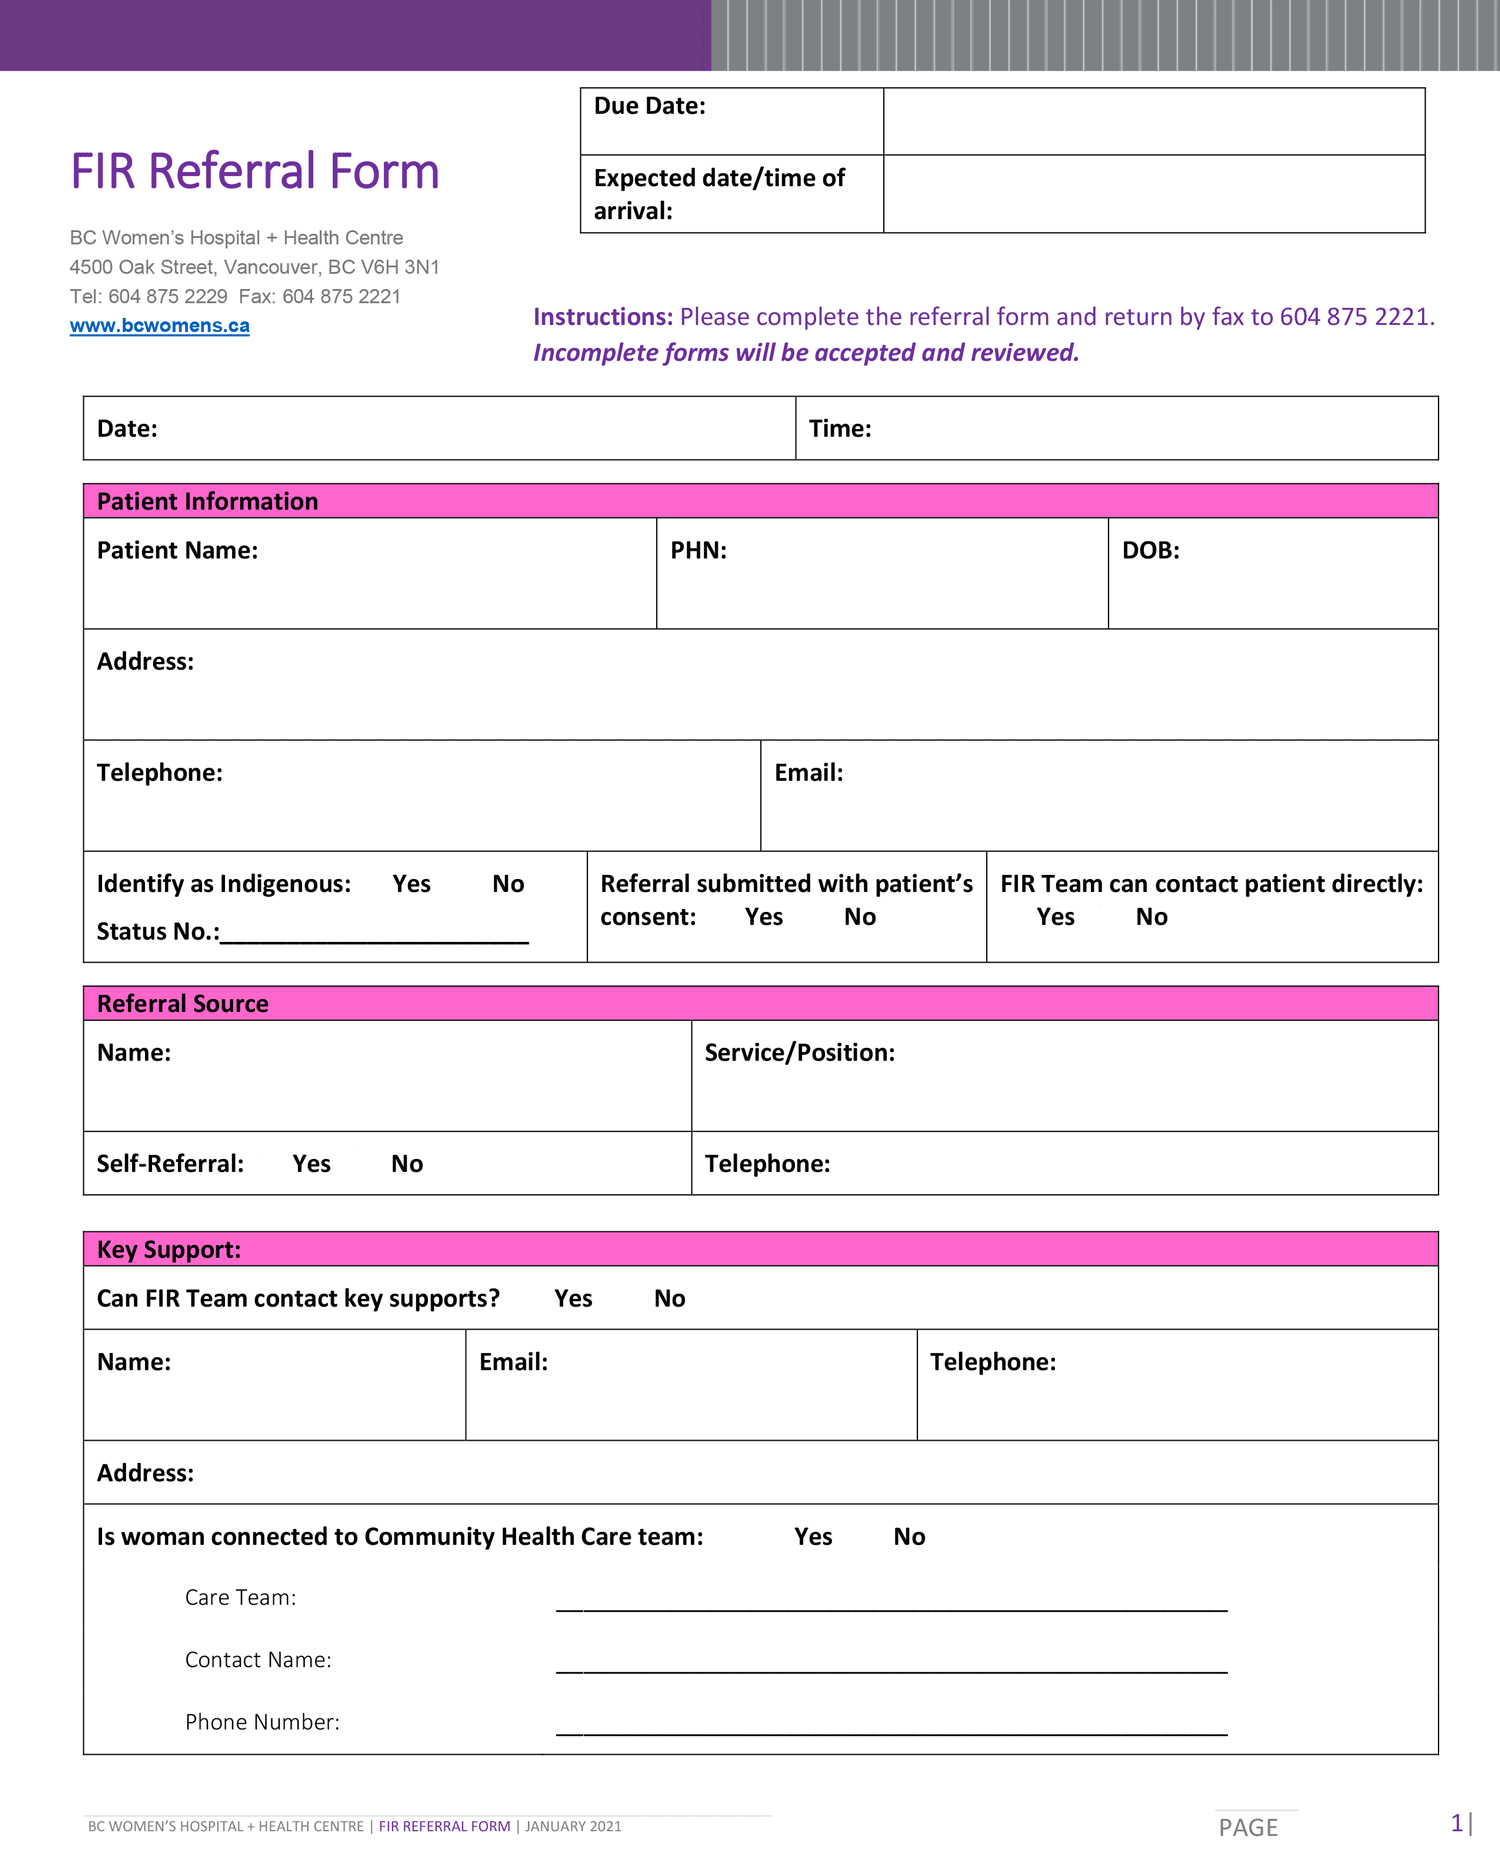 Due Date:
Expected date/time of
arrival:
FIR Referral Form
BC Women’s Hospital + Health Centre
4500 Oak Street, Vancouver, BC V6H 3N1
Tel: 604 875 2229  Fax: 604 875 2221
www.bcwomens.ca
Instructions: Please complete the referral form and return by fax to 604 875 2221.
Incomplete forms will be accepted and reviewed.
Date: Time:
Patient Information
Patient Name: PHN: DOB:
Address:
Telephone: Email:
Identify as Indigenous: Yes No
Status No.:_______________________
Referral submitted with patient’s
consent: Yes No
FIR Team can contact patient directly:
Yes No
Referral Source
Name: Service/Position:
Self-Referral: Yes No Telephone:
Key Support:
Can FIR Team contact key supports? Yes No
Name: Email: Telephone:
Address:
Is woman connected to Community Health Care team: Yes No
Care Team: __________________________________________________
Contact Name: __________________________________________________
Phone Number: __________________________________________________
BC WOMEN’S HOSPITAL + HEALTH CENTRE | FIR REFERRAL FORM | JANUARY 2021 PAGE 1|